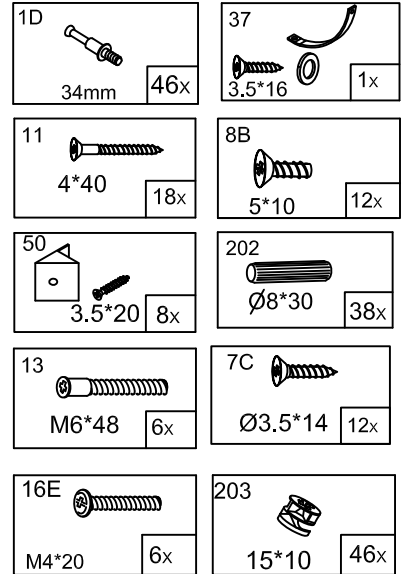 1D
34mm
46x
37
3.5*16
1x
11
4*40
18x
8B
5*10
12x
50
3.5*20
8x
202
Ø8*30
38x
13
M6*48
6x
7C
Ø3.5*14
12x
16E
M4*20
6x
203
15*10
46x